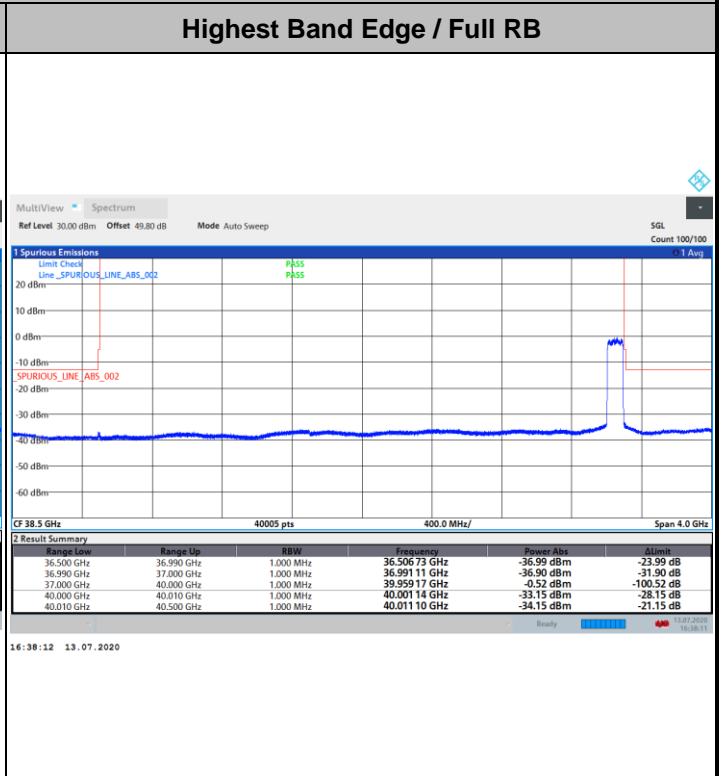 Highest Band Edge / Full RB
MultiView Spectrum
Ref Level 30.00 dBm Offset 49.80 dB Mode Auto Sweep SGL
Count 100/100
1 Spurious Emissions 1 Avg
Limit Check PASS
Line _SPURIOUS_LINE_ABS_002 PASS
20 dBm
10 dBm
0 dBm
-10 dBm
_SPURIOUS_LINE_ABS_002
-20 dBm
-30 dBm
-40 dBm
-50 dBm
-60 dBm
CF 38.5 GHz 40005 pts 400.0 MHz/ Span 4.0 GHz
2 Result Summary
Range Low Range Up RBW Frequency Power Abs ΔLimit
36.500 GHz 36.990 GHz 1.000 MHz 36.506 73 GHz -36.99 dBm -23.99 dB
36.990 GHz 37.000 GHz 1.000 MHz 36.991 11 GHz -36.90 dBm -31.90 dB
37.000 GHz 40.000 GHz 1.000 MHz 39.959 17 GHz -0.52 dBm -100.52 dB
40.000 GHz 40.010 GHz 1.000 MHz 40.001 14 GHz -33.15 dBm -28.15 dB
40.010 GHz 40.500 GHz 1.000 MHz 40.011 10 GHz -34.15 dBm -21.15 dB
Ready 13.07.2020
16:38:11
16:38:12 13.07.2020